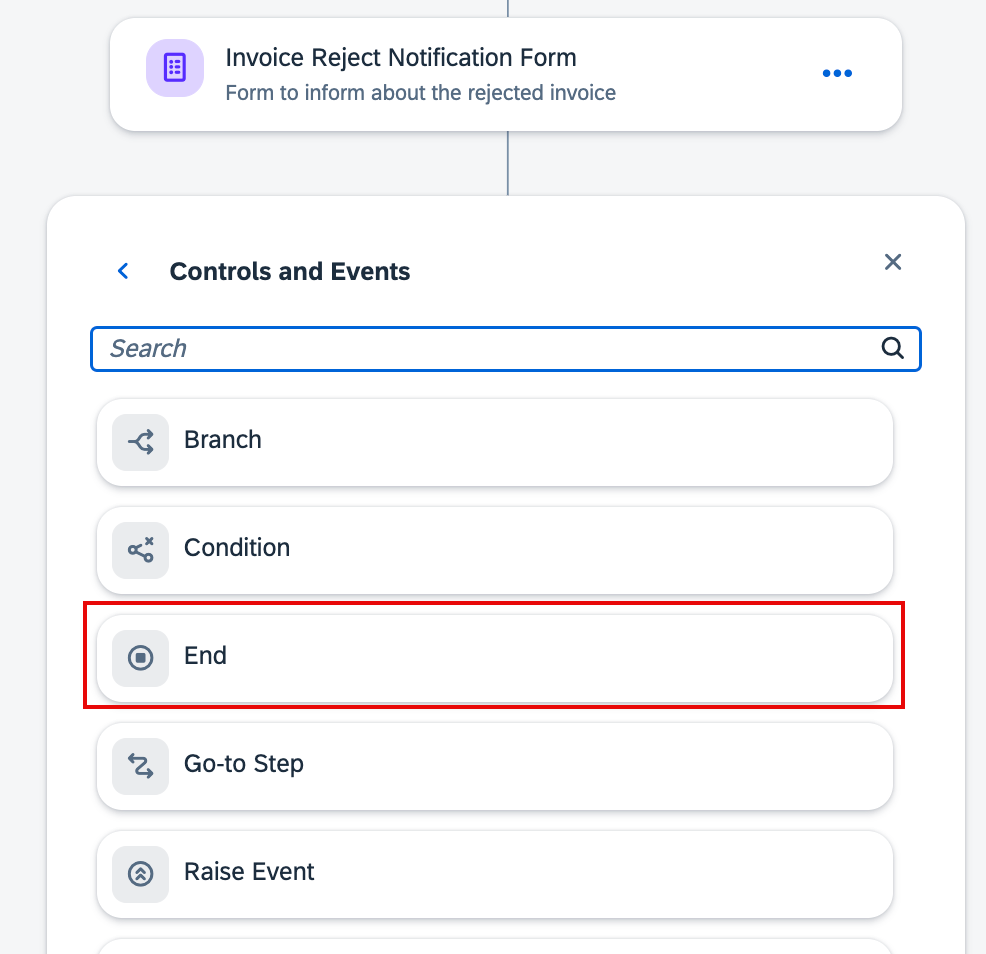 Invoice Reject Notification Form
Form to inform about the rejected invoice
Controls and Events
Search
Branch
Condition
End
Go-to Step
Raise Event